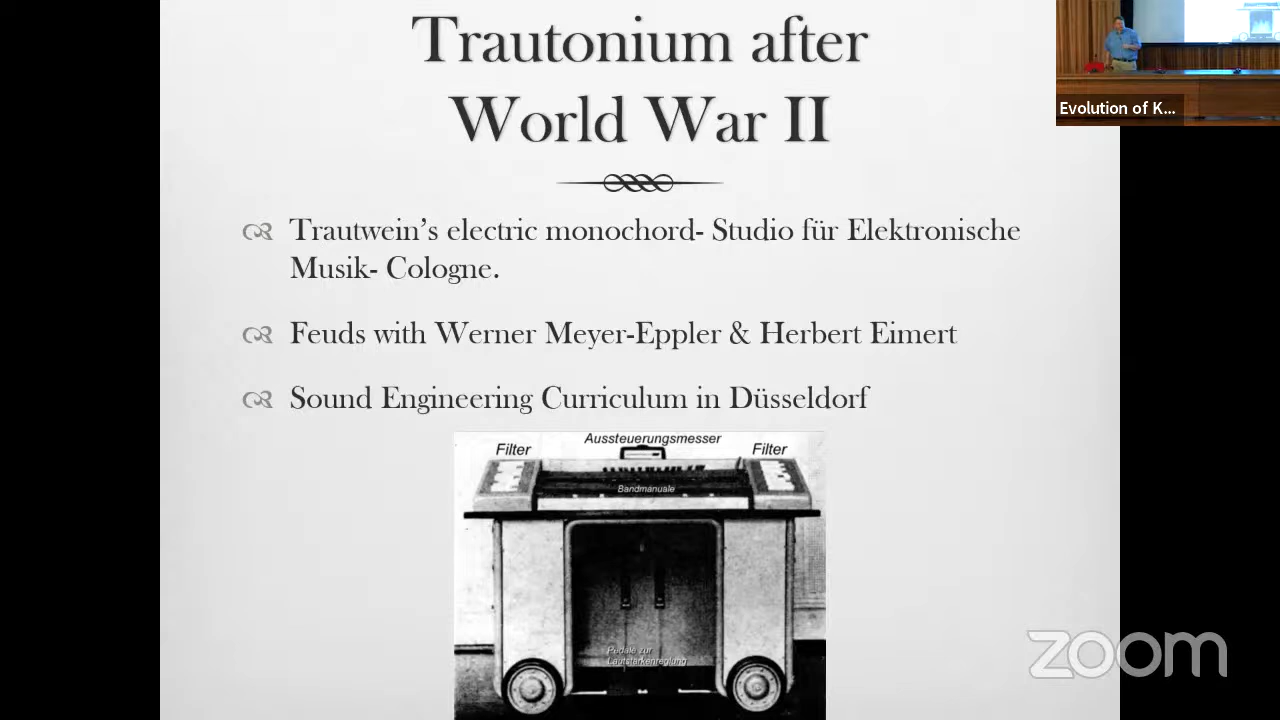 Trautonium after
World War II
Evolution of K...
Trautwein’s electric monochord- Studio für Elektronische
Musik- Cologne.
Feuds with Werner Meyer-Eppler & Herbert Eimert
Sound Engineering Curriculum in Düsseldorf
Aussteuerungsmesser
Filter
Filter
Bandmanuale
Pedale zur
Lautstärkenreglung
zoom